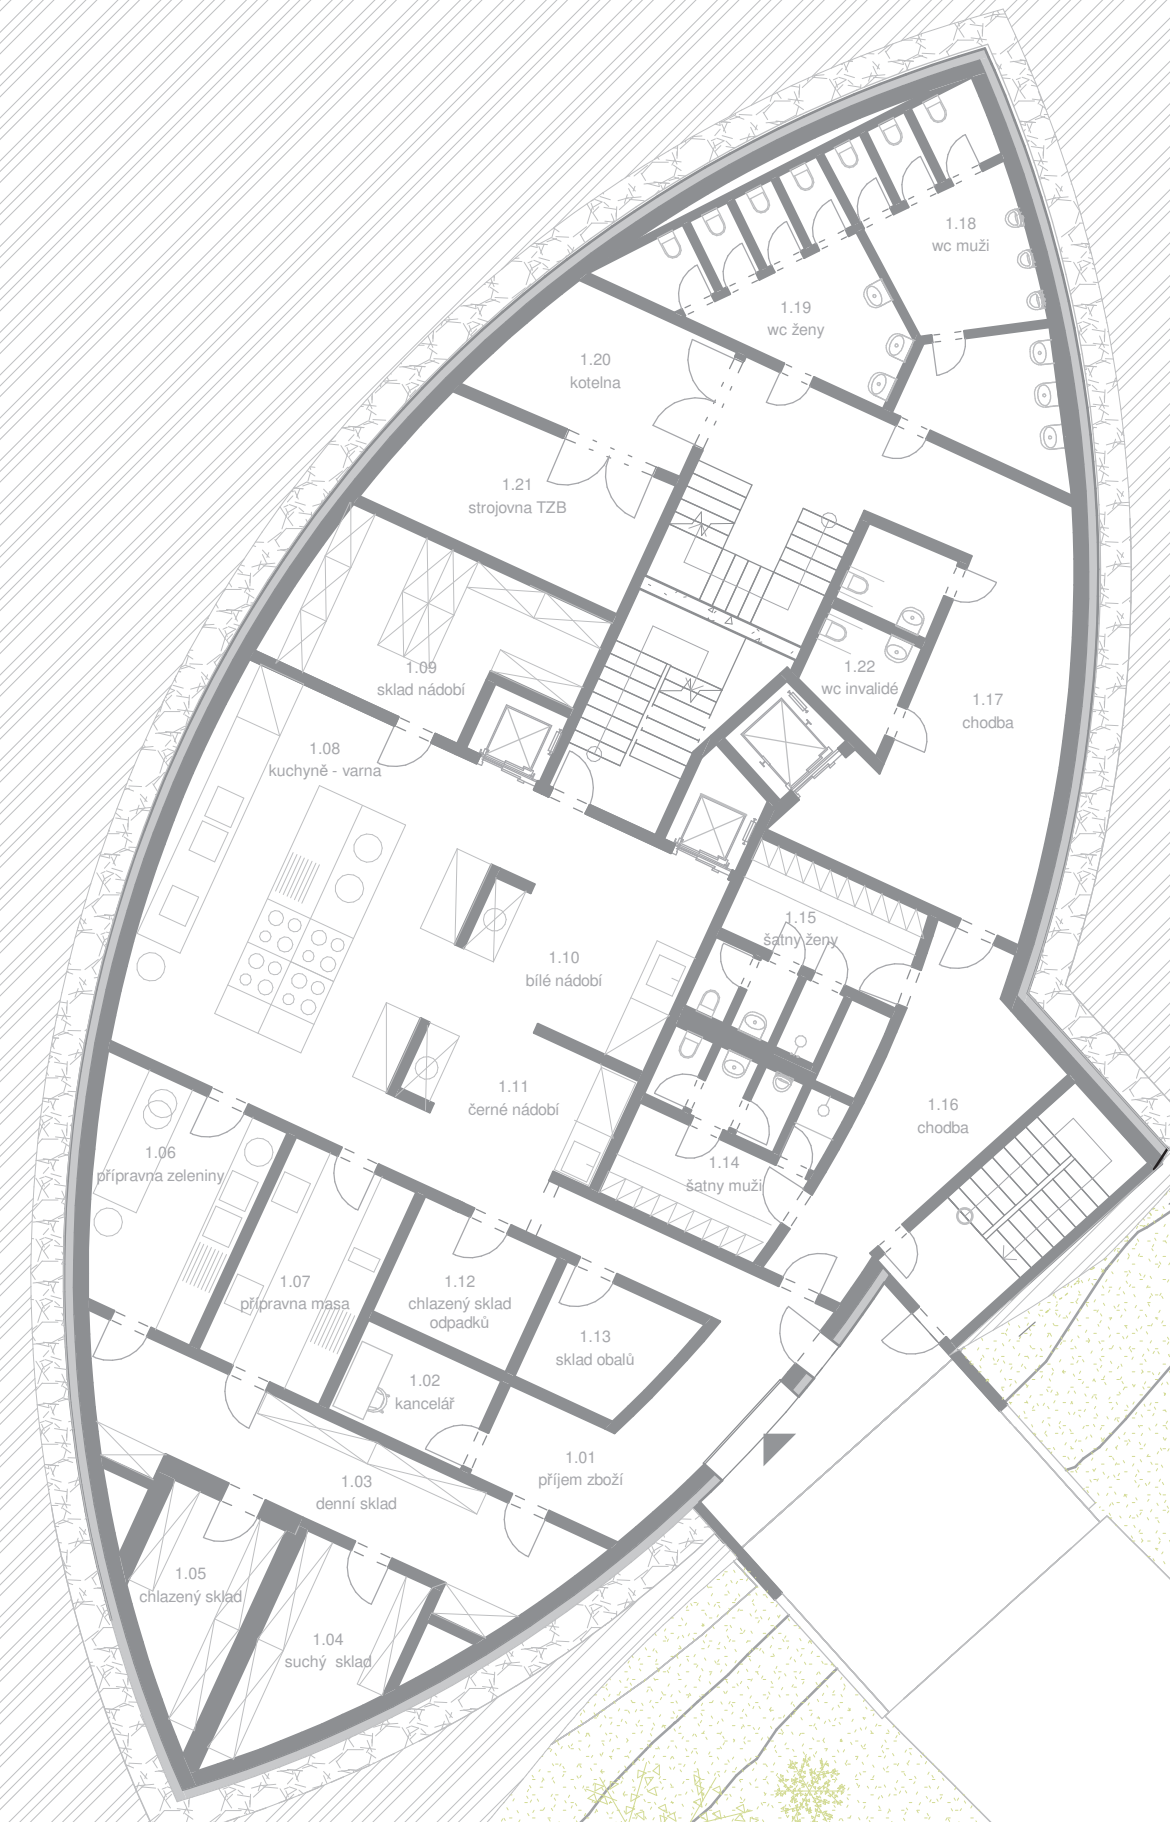 1.18
wc muži
1.19
wc ženy
1.20
kotelna
1.21
strojovna TZB
1.09
sklad nádobí
1.22
wc invalidé
1.17
chodba
1.08
kuchyně - varna
1.15
šatny ženy
1.10
bílé nádobí
1.11
černé nádobí
1.16
chodba
1.06
přípravna zeleniny
1.14
šatny muži
1.07
přípravna masa
1.12
chlazený sklad
odpadků
1.13
sklad obalů
1.02
kancelář
1.01
příjem zboží
1.03
denní sklad
1.05
chlazený sklad
1.04
suchý sklad